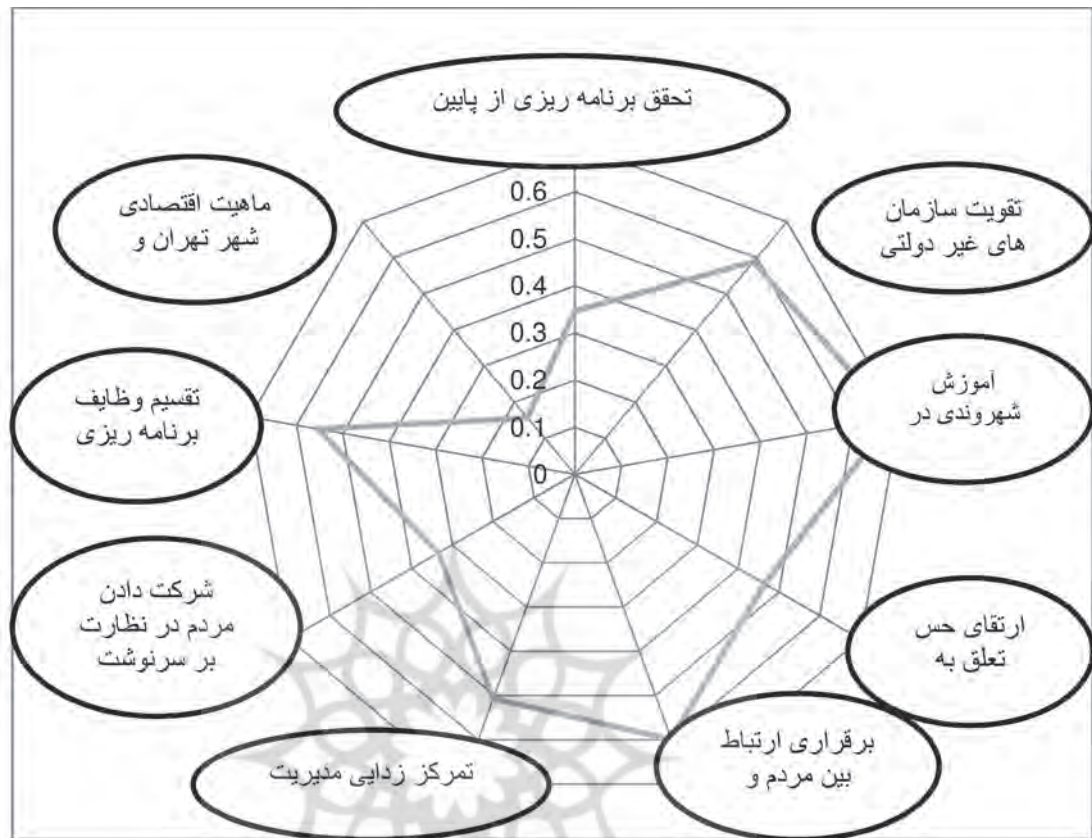 تحقق برنامه ریزی از پایین
تقویت سازمان
های غیر دولتی
آموزش
شهروندی در
ارتقای حس
تعلق به
برقراری ارتباط
بین مردم و
تمرکز زدایی مدیریت
شرکت دادن
مردم در نظارت
بر سرنوشت
تقسیم وظایف
برنامه ریزی
ماهیت اقتصادی
شهر تهران و
0.6
0.5
0.4
0.3
0.2
0.1
0